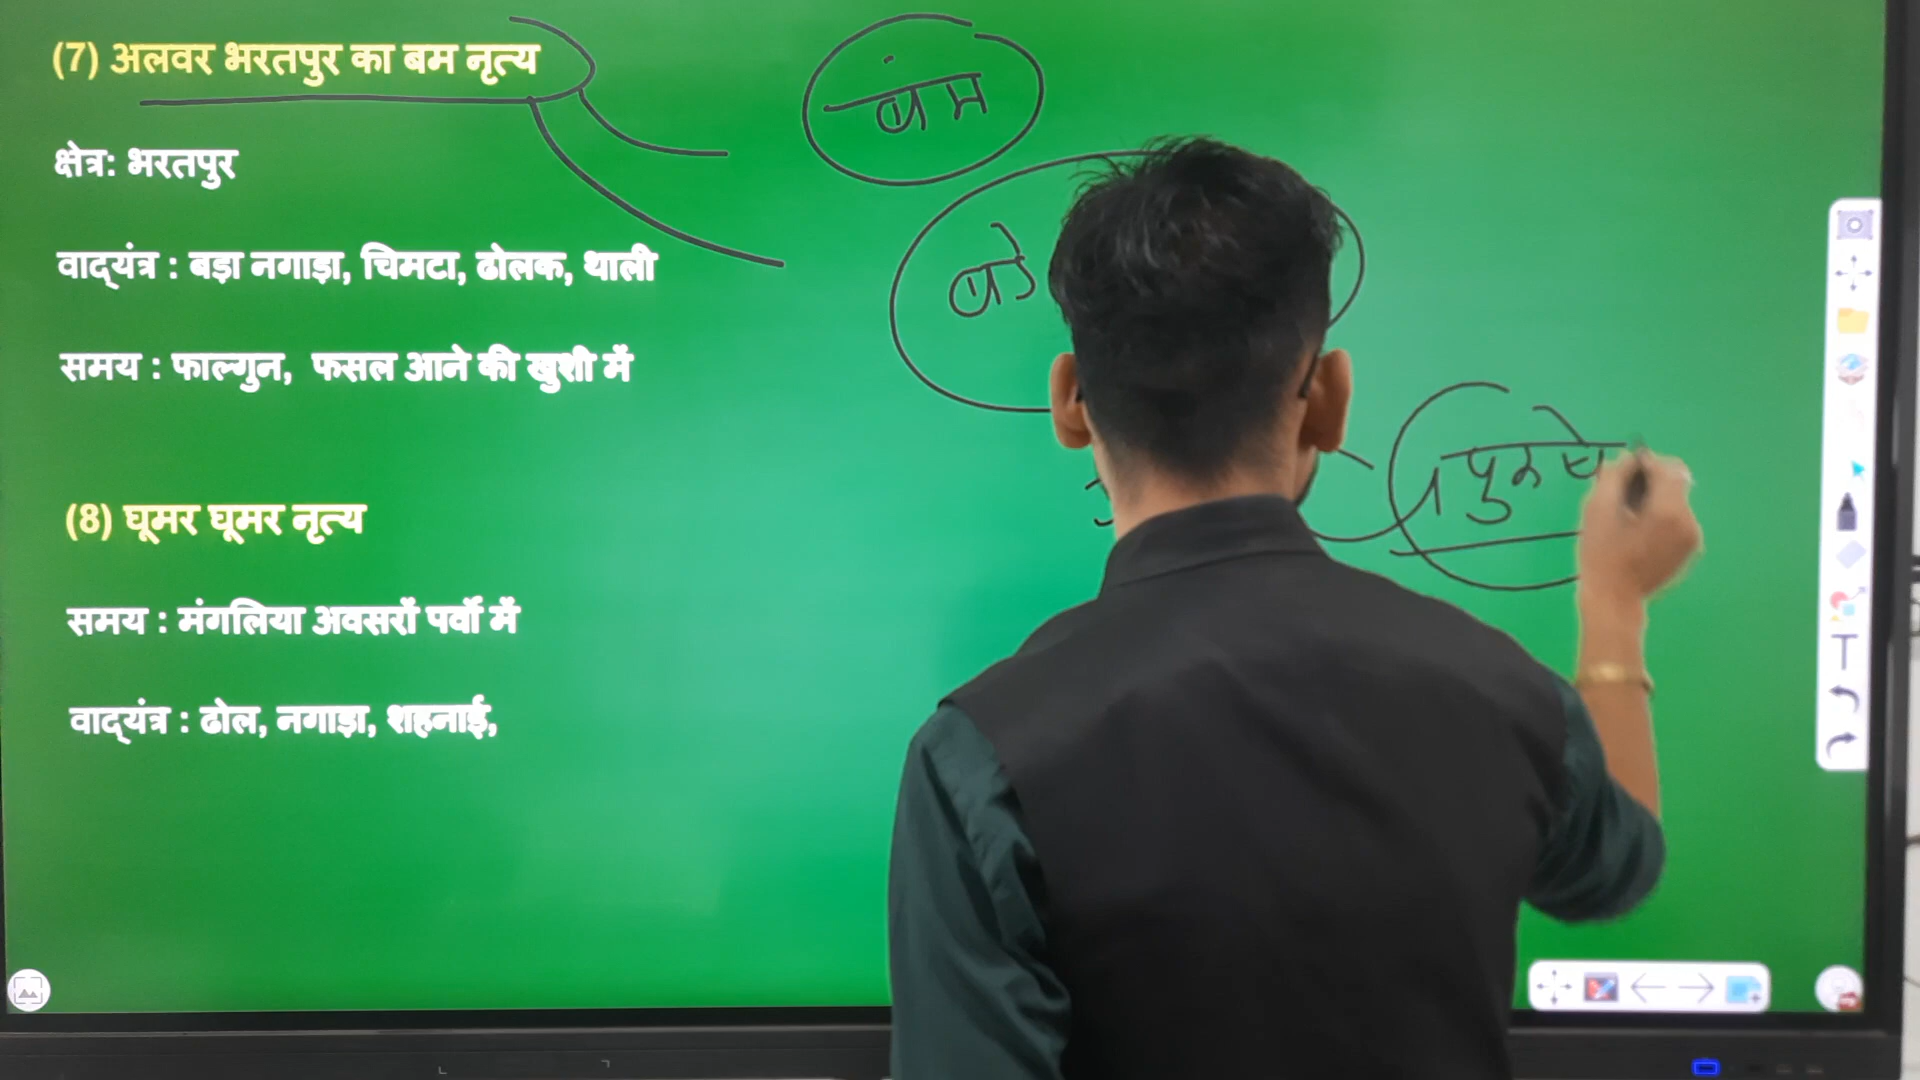 (7) अलवर भरतपुर का बम नृत्य
बंम
क्षेत्र: भरतपुर
वाद्यंत्र : बड़ा नगाड़ा, चिमटा, ढोलक, थाली
बडे
समय : फाल्गुन, फसल आने की खुशी में
(8) घूमर घूमर नृत्य
समय : मंगलिया अवसरों पर्वो में
वाद्यंत्र : ढोल, नगाड़ा, शहनाई,
T